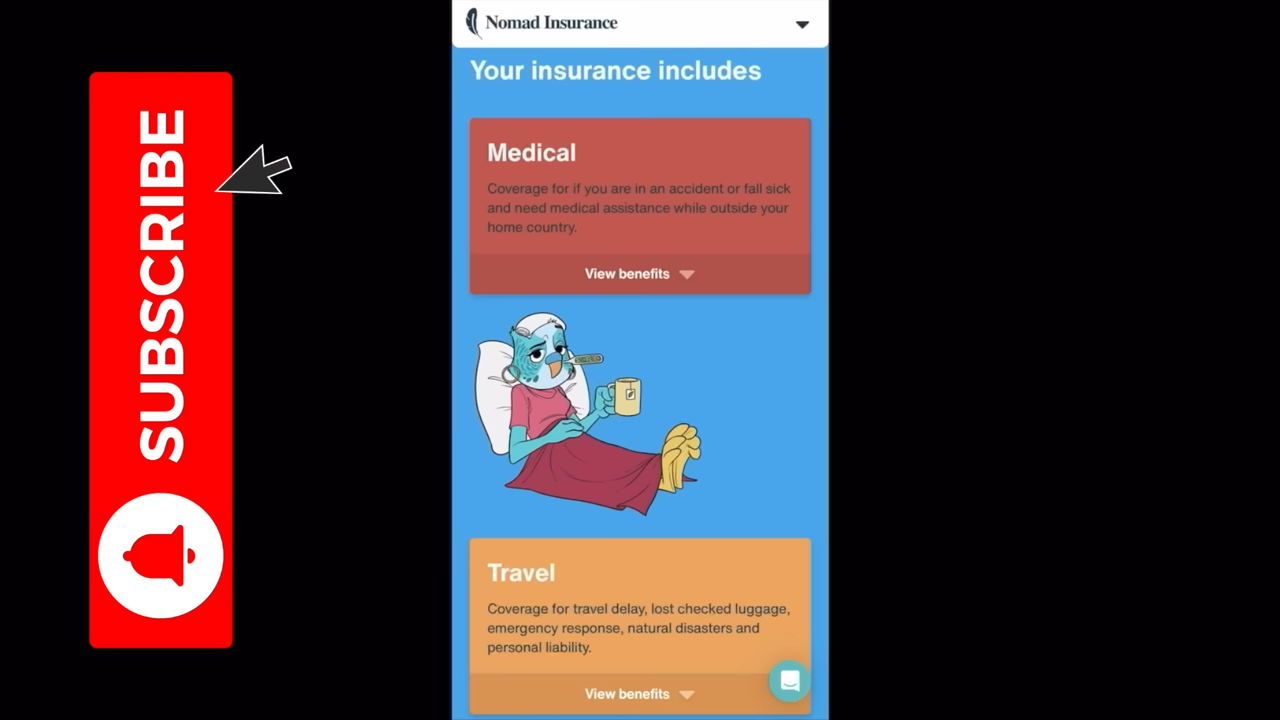 SUBSCRIBE
Nomad Insurance
Your insurance includes
Medical
Coverage for if you are in an accident or fall sick
and need medical assistance while outside your
home country.
View benefits
Travel
Coverage for travel delay, lost checked luggage,
emergency response, natural disasters and
personal liability.
View benefits